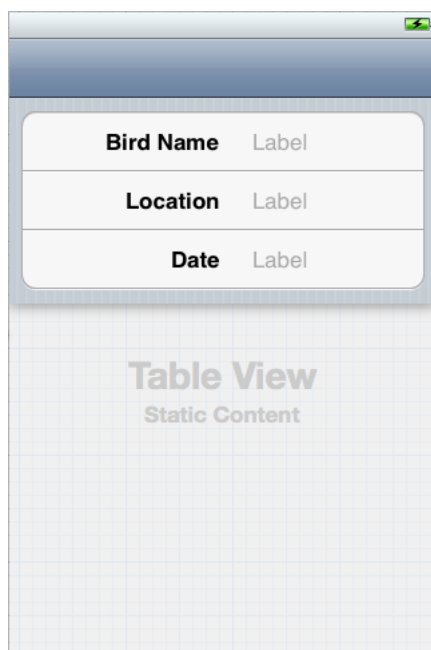 Bird Name Label
Location Label
Date Label
Table View
Static Content